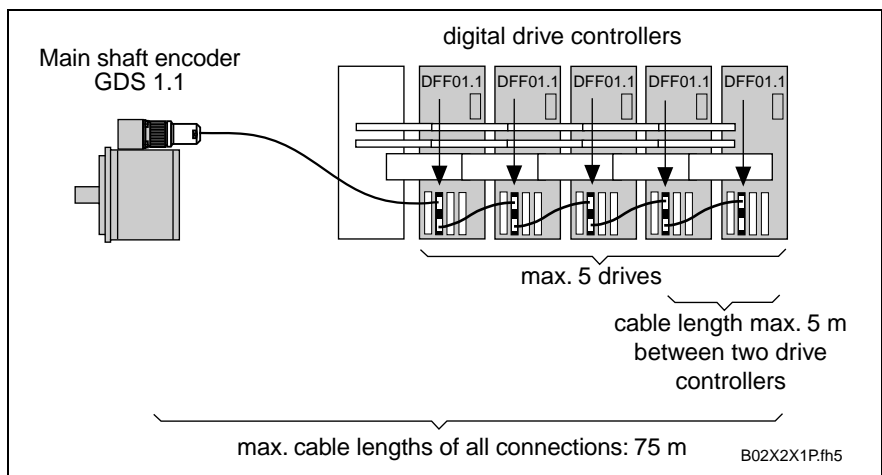 digital drive controllers
Main shaft encoder
GDS 1.1
DFF01.1 DFF01.1 DFF01.1 DFF01.1 DFF01.1
max. 5 drives
cable length max. 5 m
between two drive
controllers
max. cable lengths of all connections: 75 m
B02X2X1P.fh5